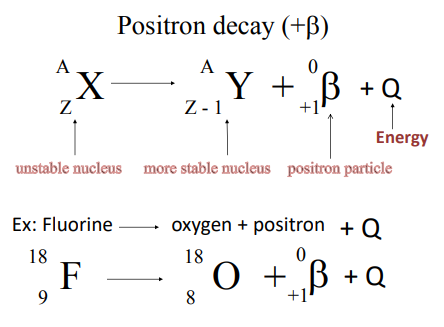 Positron decay (+β)
A A 0
X ⟶ Y + β + Q
Z Z - 1 +1
Energy
unstable nucleus more stable nucleus positron particle
Ex: Fluorine ⟶ oxygen + positron + Q
18 18 0
F ⟶ O + β + Q
9 8 +1